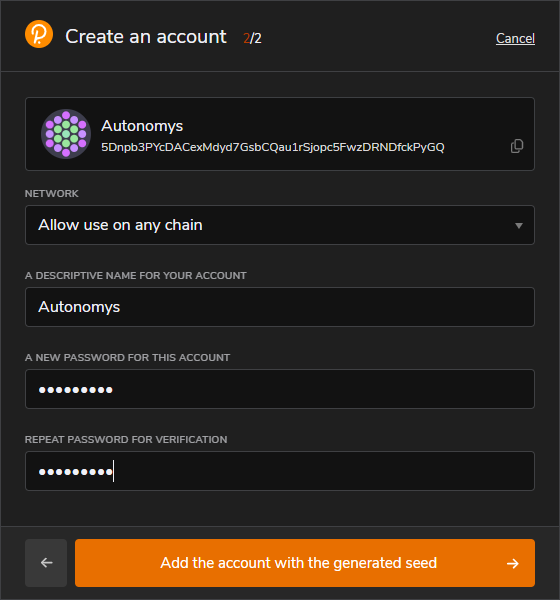 Create an account 2/2 Cancel
Autonomys
5Dnpb3PYcDACexMdyd7GsbCQau1rSjopc5FwzDRNDfckPyGQ
NETWORK
Allow use on any chain
A DESCRIPTIVE NAME FOR YOUR ACCOUNT
Autonomys
A NEW PASSWORD FOR THIS ACCOUNT
•••••••••
REPEAT PASSWORD FOR VERIFICATION
•••••••••
Add the account with the generated seed